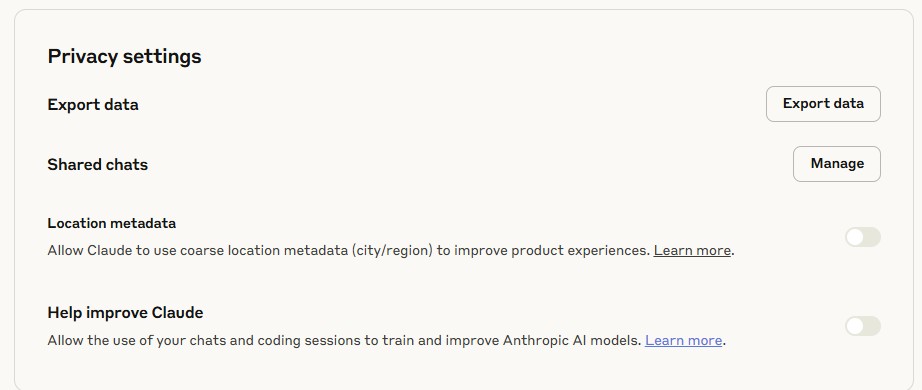 Privacy settings
Export data
Export data
Shared chats
Manage
Location metadata
Allow Claude to use coarse location metadata (city/region) to improve product experiences. Learn more.
Help improve Claude
Allow the use of your chats and coding sessions to train and improve Anthropic AI models. Learn more.